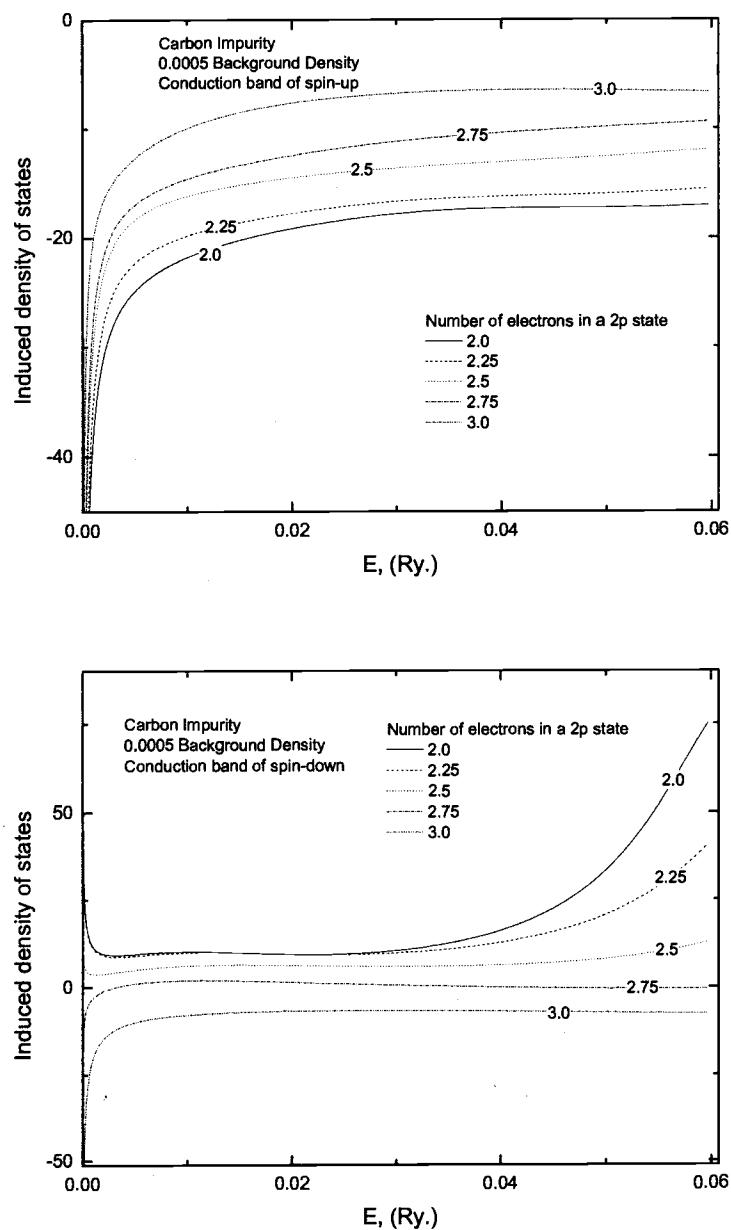 0
Carbon Impurity
0.0005 Background Density
Conduction band of spin-up
3.0
2.75
2.5
2.25
2.0
-20
-40
Induced density of states
Number of electrons in a 2p state
2.0
2.25
2.5
2.75
3.0
0.00
0.02
0.04
0.06
E, (Ry.)
Carbon Impurity
0.0005 Background Density
Conduction band of spin-down
Number of electrons in a 2p state
2.0
2.25
2.5
2.75
3.0
2.0
2.25
2.5
2.75
3.0
50
0
-50
Induced density of states
0.00
0.02
0.04
0.06
E, (Ry.)